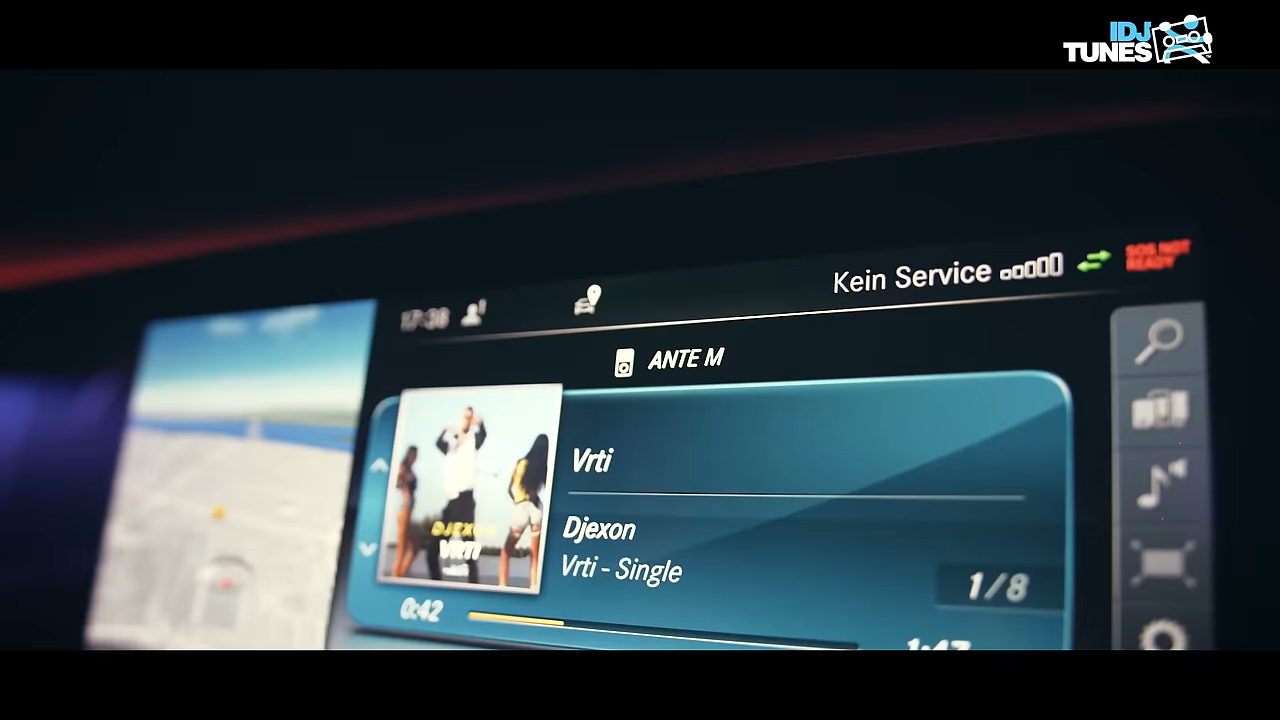 IDJ
TUNES
Kein Service
SOS NOT
READY
17:38
ANTE M
Vrti
Djexon
Vrti - Single
DJEXON
VRTI
1/8
0:42
1:47